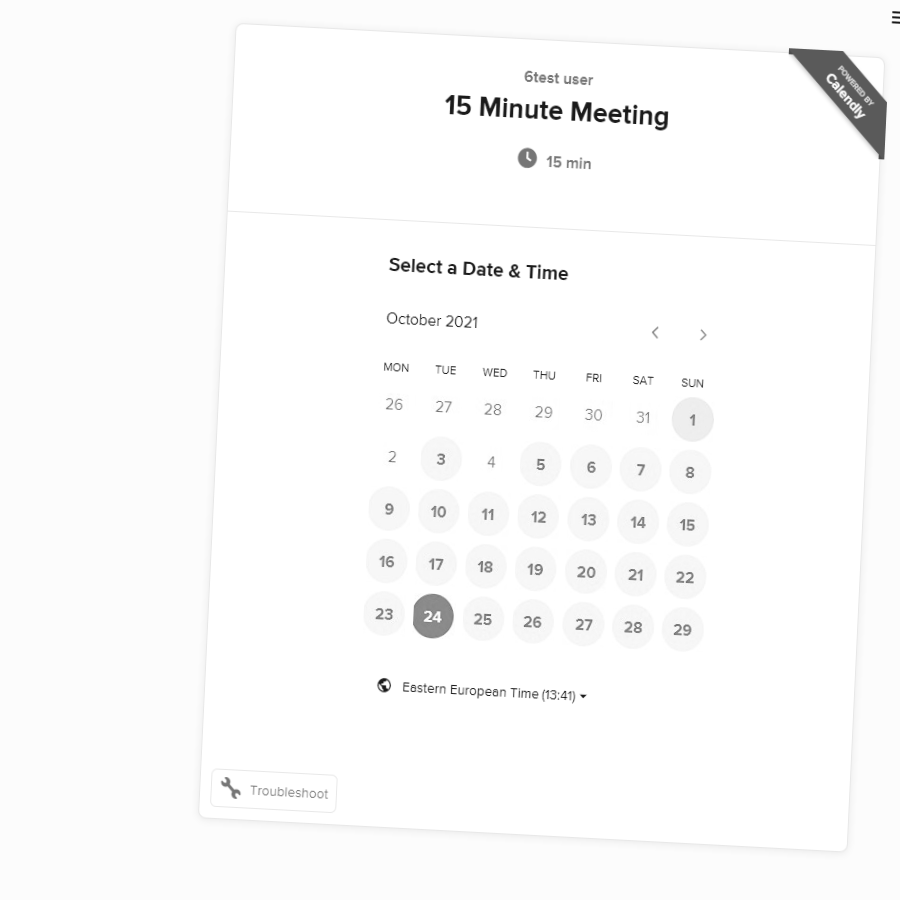 6test user
15 Minute Meeting
15 min
POWERED BY
Calendly
Select a Date & Time
October 2021
MON TUE WED THU FRI SAT SUN
26 27 28 29 30 31 1
2 3 4 5 6 7 8
9 10 11 12 13 14 15
16 17 18 19 20 21 22
23 24 25 26 27 28 29
Eastern European Time (13:41)
Troubleshoot